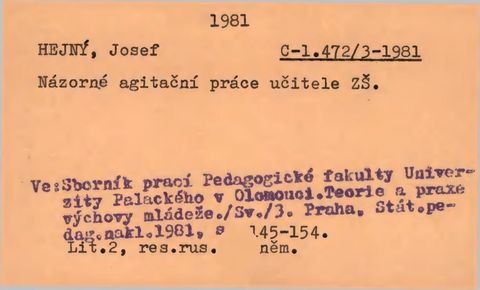 1981
HEJNÝ, Josef C-1.472/3-1981
Názorné agitační práce učitele ZŠ.
Ve:Sborník prací Pedagogické fakulty Univer-
zity Palackého v Olomouci.Teorie a praxe
výchovy mládeže./Sv./3. Praha, Stát.pe-
dag.nakl.1981, s 145-154.
Lit.2, res.rus. něm.